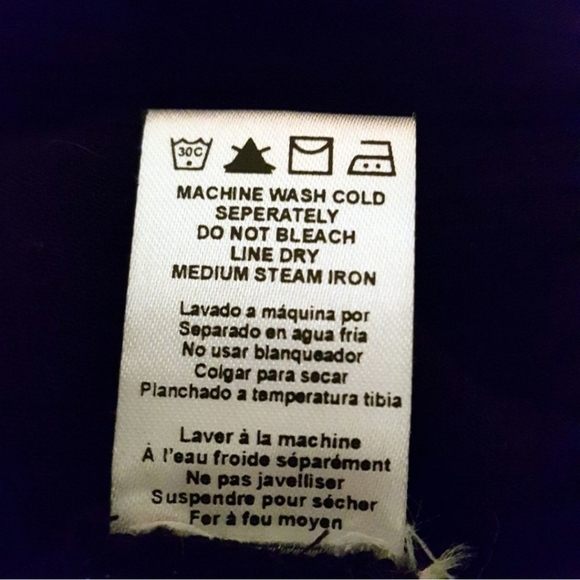 30C
MACHINE WASH COLD
SEPERATELY
DO NOT BLEACH
LINE DRY
MEDIUM STEAM IRON
Lavado a máquina por
Separado en agua fria
No usar blanqueador
Colgar para secar
Planchado a temperatura tibia
Laver à la machine
À l'eau froide séparément
Ne pas javelliser
Suspendre pour sécher
Fer à feu moyen